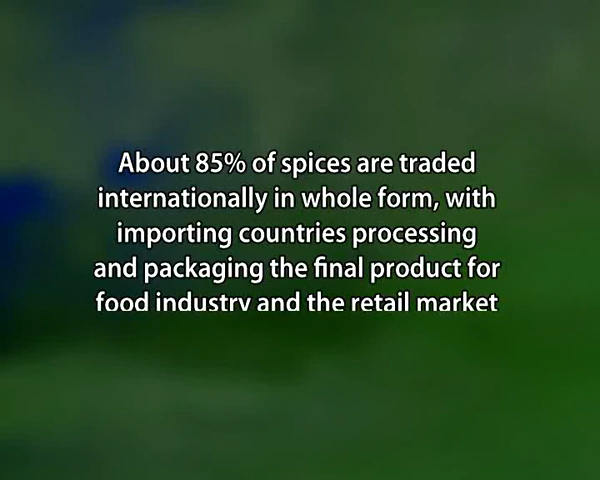 About 85% of spices are traded
internationally in whole form, with
importing countries processing
and packaging the final product for
food industry and the retail market